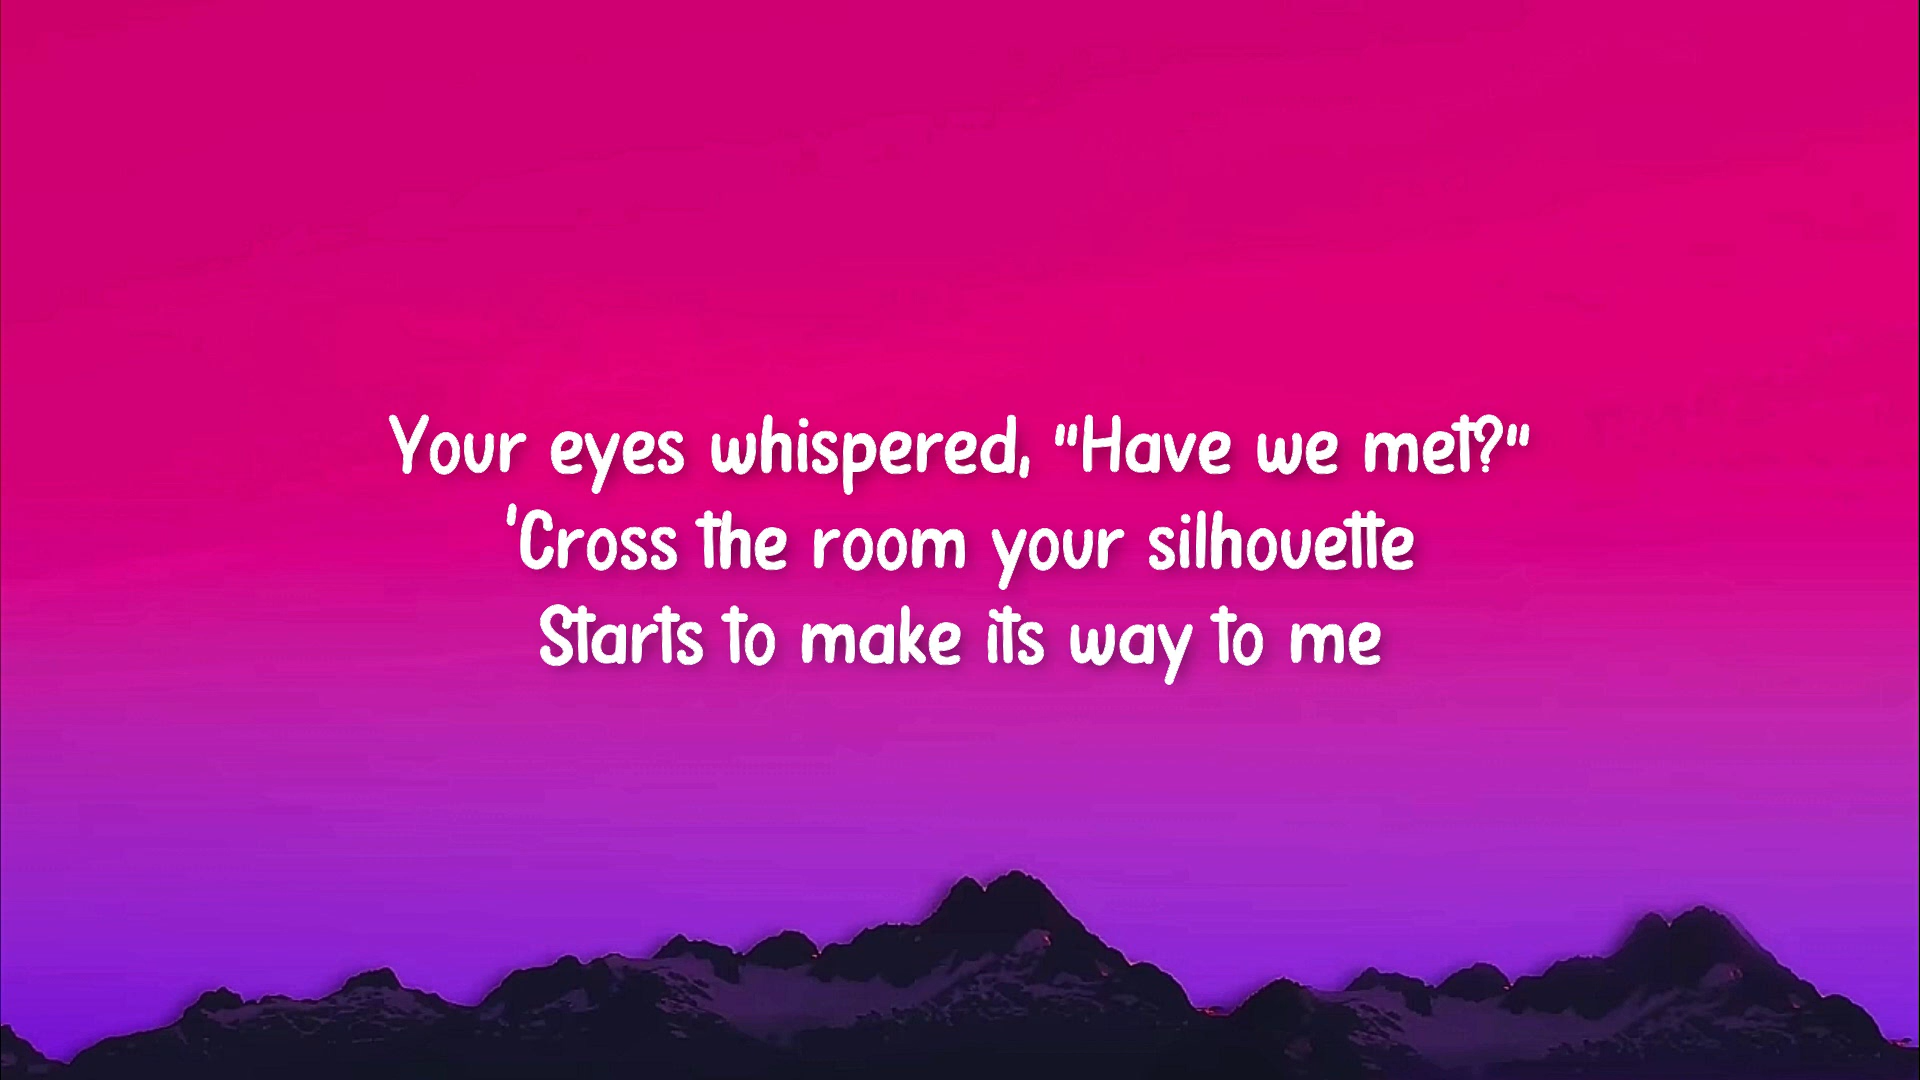 Your eyes whispered, "Have we met?"
'Cross the room your silhouette
Starts to make its way to me